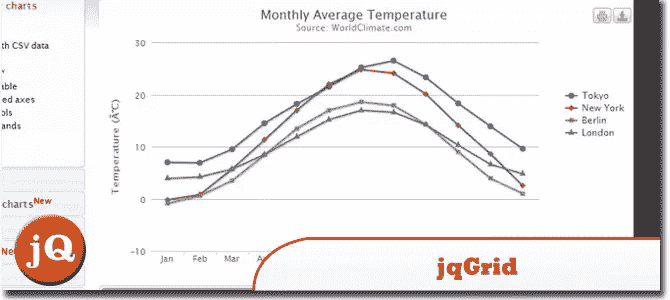 charts
Monthly Average Temperature
Source: WorldClimate.com
th CSV data
able
ed axes
ols
ands
Temperature (Â°C)
30
20
10
0
-10
Jan
Feb
Mar
Tokyo
New York
Berlin
London
charts New
New
jQ
jqGrid